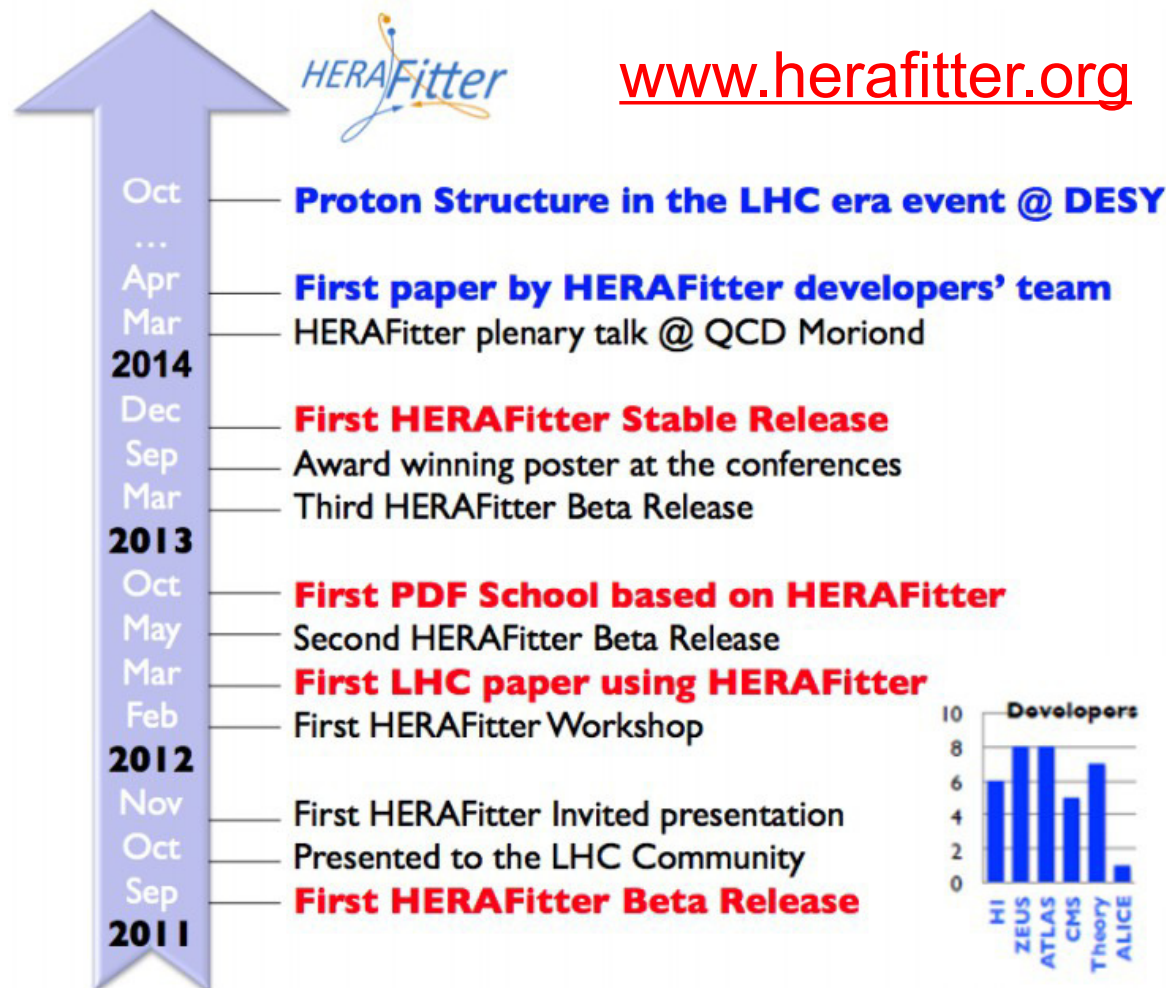 HERAFitter
www.herafitter.org
Oct Proton Structure in the LHC era event @ DESY
...
Apr First paper by HERAFitter developers’ team
Mar HERAFitter plenary talk @ QCD Moriond
2014
Dec First HERAFitter Stable Release
Sep Award winning poster at the conferences
Mar Third HERAFitter Beta Release
2013
Oct First PDF School based on HERAFitter
May Second HERAFitter Beta Release
Mar First LHC paper using HERAFitter
Feb First HERAFitter Workshop
2012
Nov First HERAFitter Invited presentation
Oct Presented to the LHC Community
Sep First HERAFitter Beta Release
2011
Developers
10
8
6
4
2
0
HI
ZEUS
ATLAS
CMS
Theory
ALICE